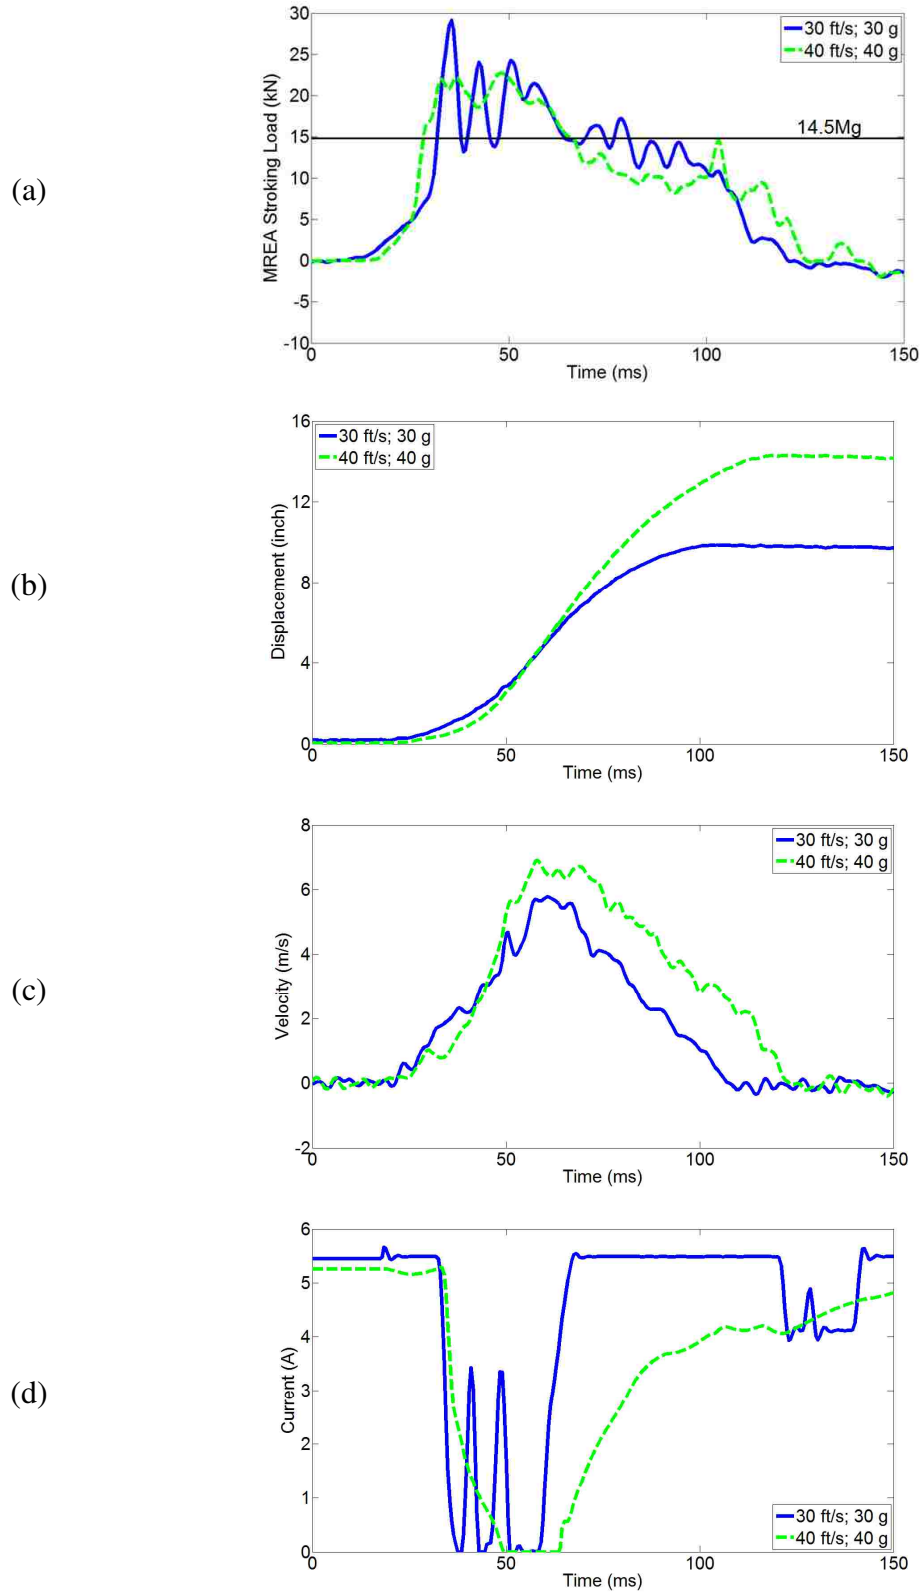 (a)
MREA Stroking Load (kN)
30
25
20
15
10
5
0
-5
-10
30 ft/s; 30 g
40 ft/s; 40 g
14.5Mg
0 50 100 150
Time (ms)
(b)
Displacement (inch)
16
12
8
4
0
30 ft/s; 30 g
40 ft/s; 40 g
0 50 100 150
Time (ms)
(c)
Velocity (m/s)
8
6
4
2
0
-2
30 ft/s; 30 g
40 ft/s; 40 g
0 50 100 150
Time (ms)
(d)
Current (A)
6
5
4
3
2
1
0
30 ft/s; 30 g
40 ft/s; 40 g
0 50 100 150
Time (ms)